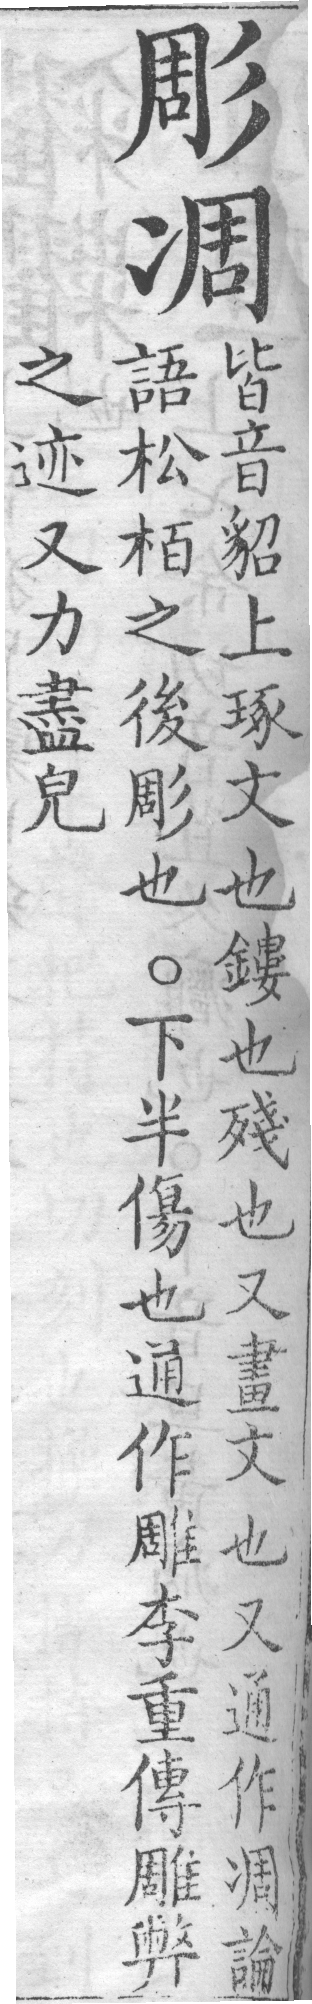 彫凋
皆音貂上琢文也鏤也殘也又畫文也又通作凋論
語松栢之後彫也○下半傷也通作雕李重傳雕弊
之迹又力盡皃